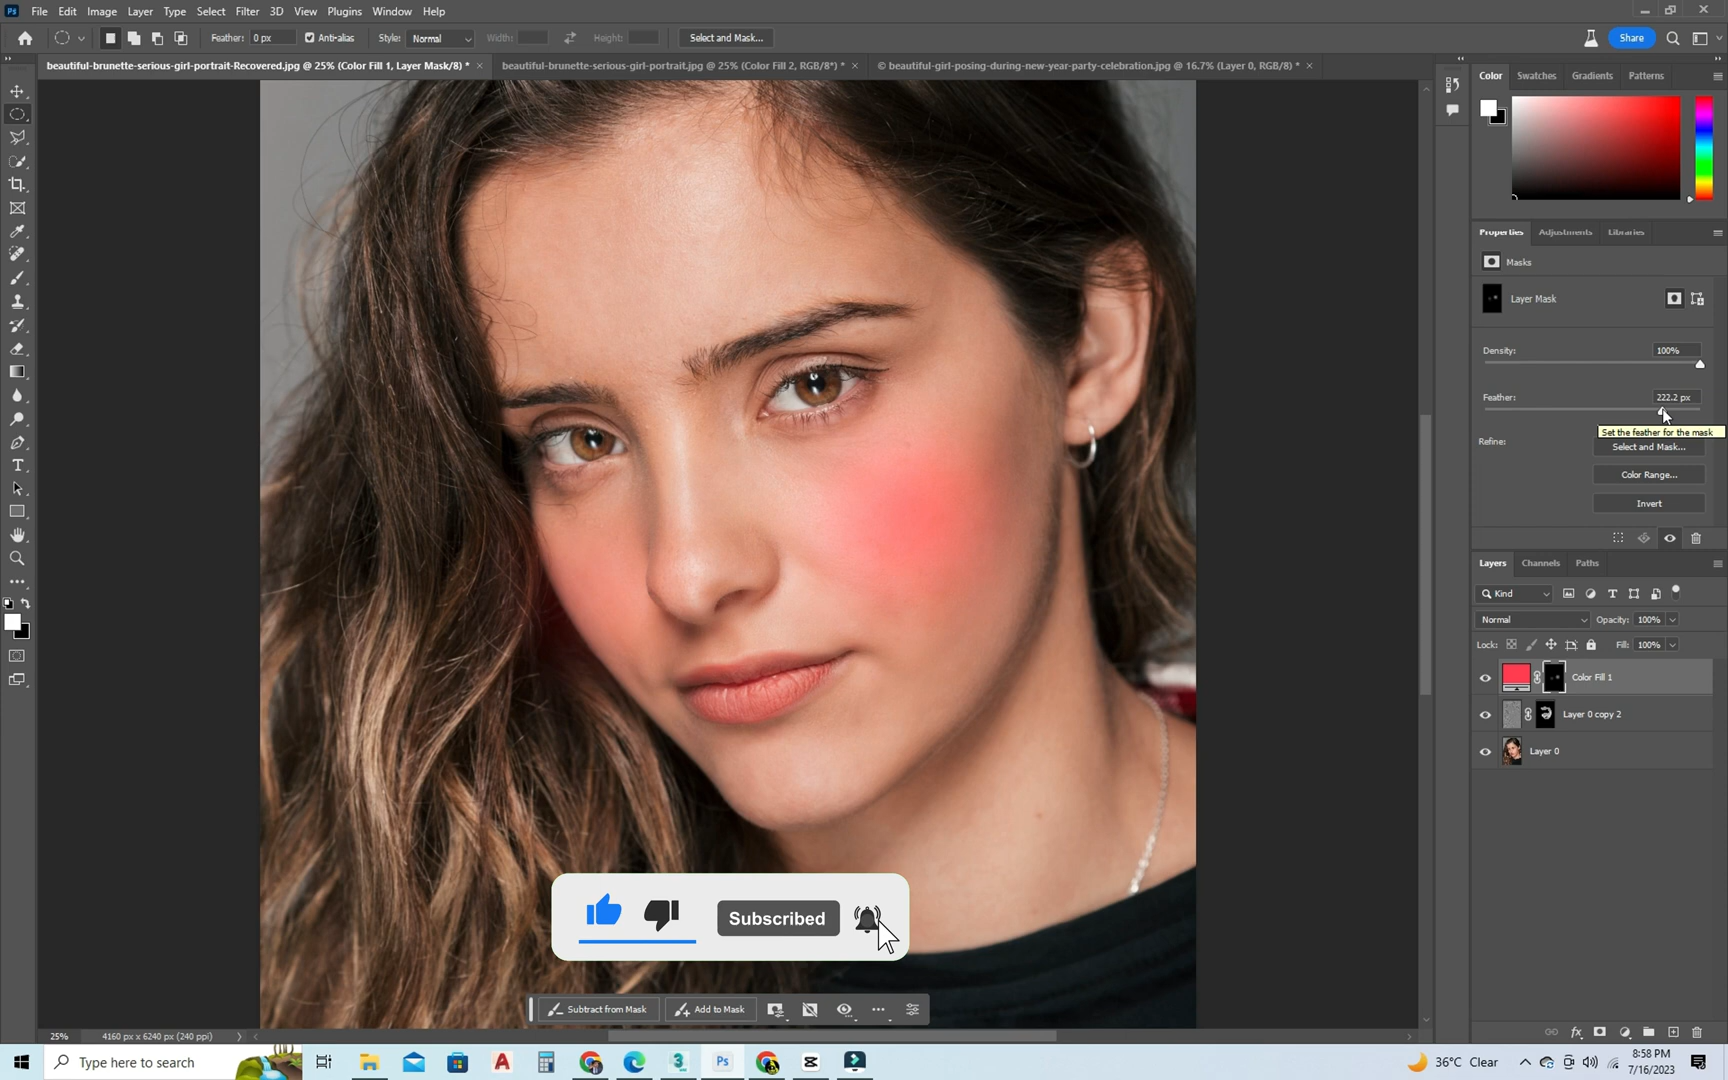 Ps File Edit Image Layer Type Select Filter 3D View Plugins Window Help
Feather: 0 px Anti-alias Style: Normal Width: Height: Select and Mask... Share
beautiful-brunette-serious-girl-portrait-Recovered.jpg @ 25% (Color Fill 1, Layer Mask/8) * × beautiful-brunette-serious-girl-portrait.jpg @ 25% (Color Fill 2, RGB/8*) * × © beautiful-girl-posing-during-new-year-party-celebration.jpg @ 16.7% (Layer 0, RGB/8) * ×
Color Swatches Gradients Patterns
Properties Adjustments Libraries
Masks
Layer Mask
Density: 100%
Feather: 222.2 px
Set the feather for the mask
Refine: Select and Mask...
Color Range...
Invert
Layers Channels Paths
Kind
Normal Opacity: 100%
Lock: Fill: 100%
Color Fill 1
Layer 0 copy 2
Layer 0
Subscribed
Subtract from Mask Add to Mask
25% 4160 px x 6240 px (240 ppi)
Type here to search
A
3
Ps
36°C Clear
8:58 PM
7/16/2023